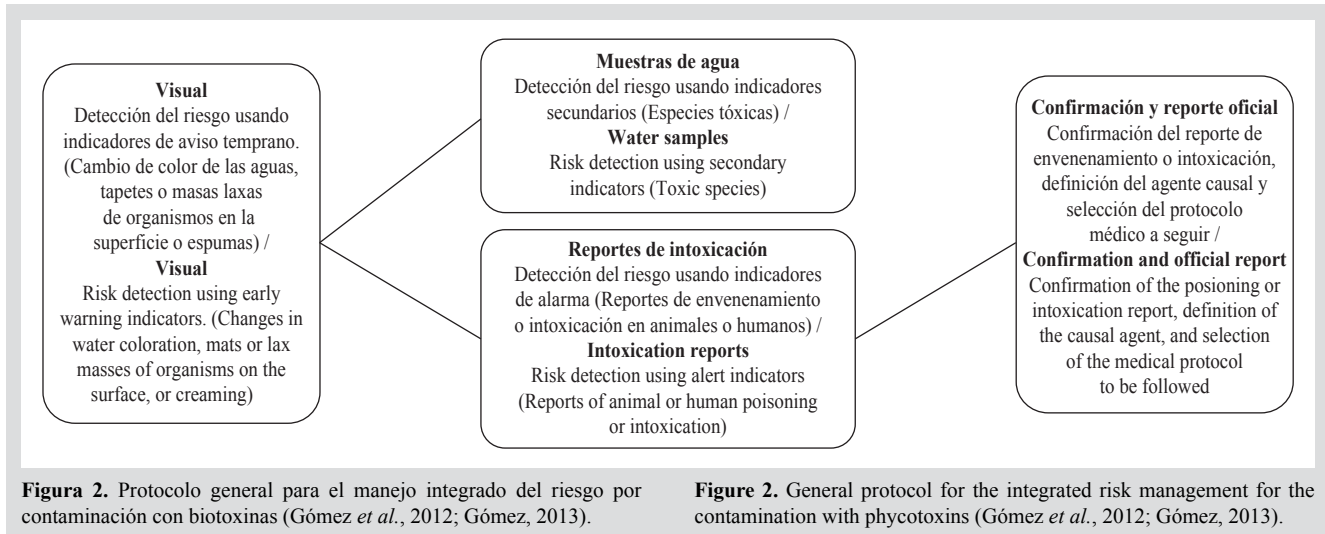 Visual
Detección del riesgo usando
indicadores de aviso temprano.
(Cambio de color de las aguas,
tapetes o masas laxas
de organismos en la
superficie o espumas) /
Visual
Risk detection using early
warning indicators. (Changes in
water coloration, mats or lax
masses of organisms on the
surface, or creaming)
Muestras de agua
Detección del riesgo usando indicadores
secundarios (Especies tóxicas) /
Water samples
Risk detection using secondary
indicators (Toxic species)
Reportes de intoxicación
Detección del riesgo usando indicadores
de alarma (Reportes de envenenamiento
o intoxicación en animales o humanos) /
Intoxication reports
Risk detection using alert indicators
(Reports of animal or human poisoning
or intoxication)
Confirmación y reporte oficial
Confirmación del reporte de
envenenamiento o intoxicación,
definición del agente causal y
selección del protocolo
médico a seguir /
Confirmation and official report
Confirmation of the posioning or
intoxication report, definition of
the causal agent, and selection
of the medical protocol
to be followed
Figura 2. Protocolo general para el manejo integrado del riesgo por
contaminación con biotoxinas (Gómez et al., 2012; Gómez, 2013).
Figure 2. General protocol for the integrated risk management for the
contamination with phycotoxins (Gómez et al., 2012; Gómez, 2013).